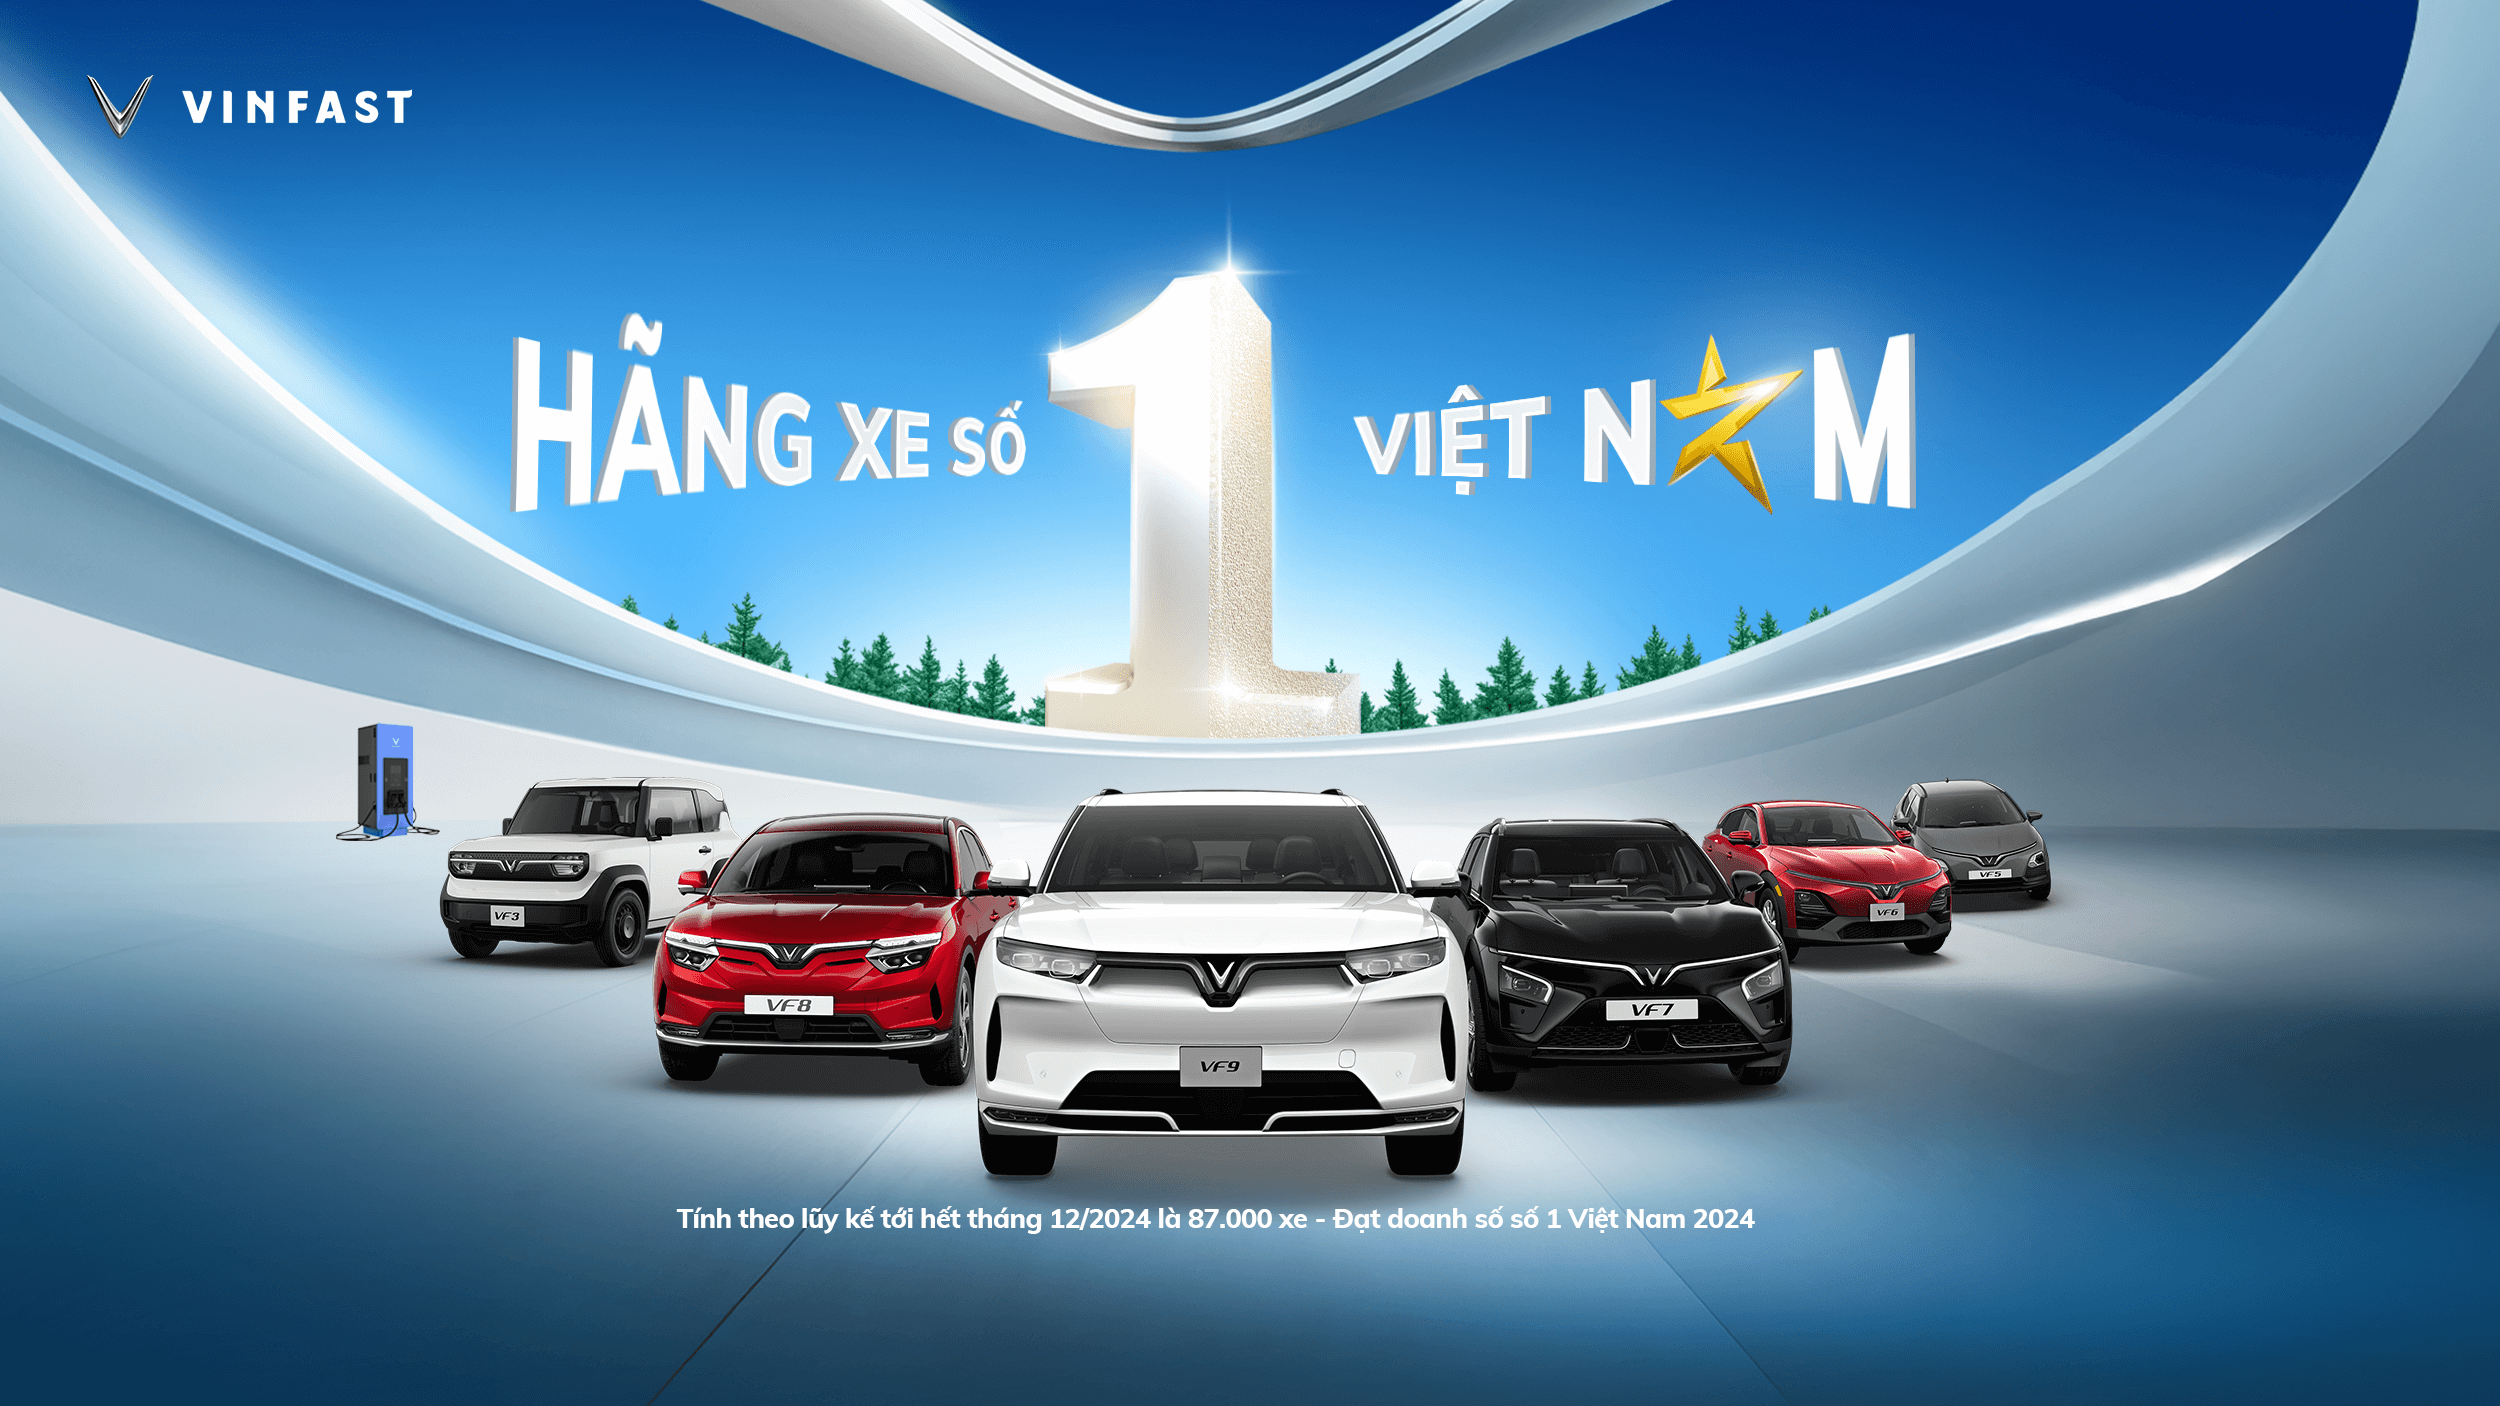 VINFAST
HÃNG XE SỐ 1 VIỆT NAM
VF3
VF8
VF9
VF7
VF6
VF5
Tính theo lũy kế tới hết tháng 12/2024 là 87.000 xe - Đạt doanh số số 1 Việt Nam 2024